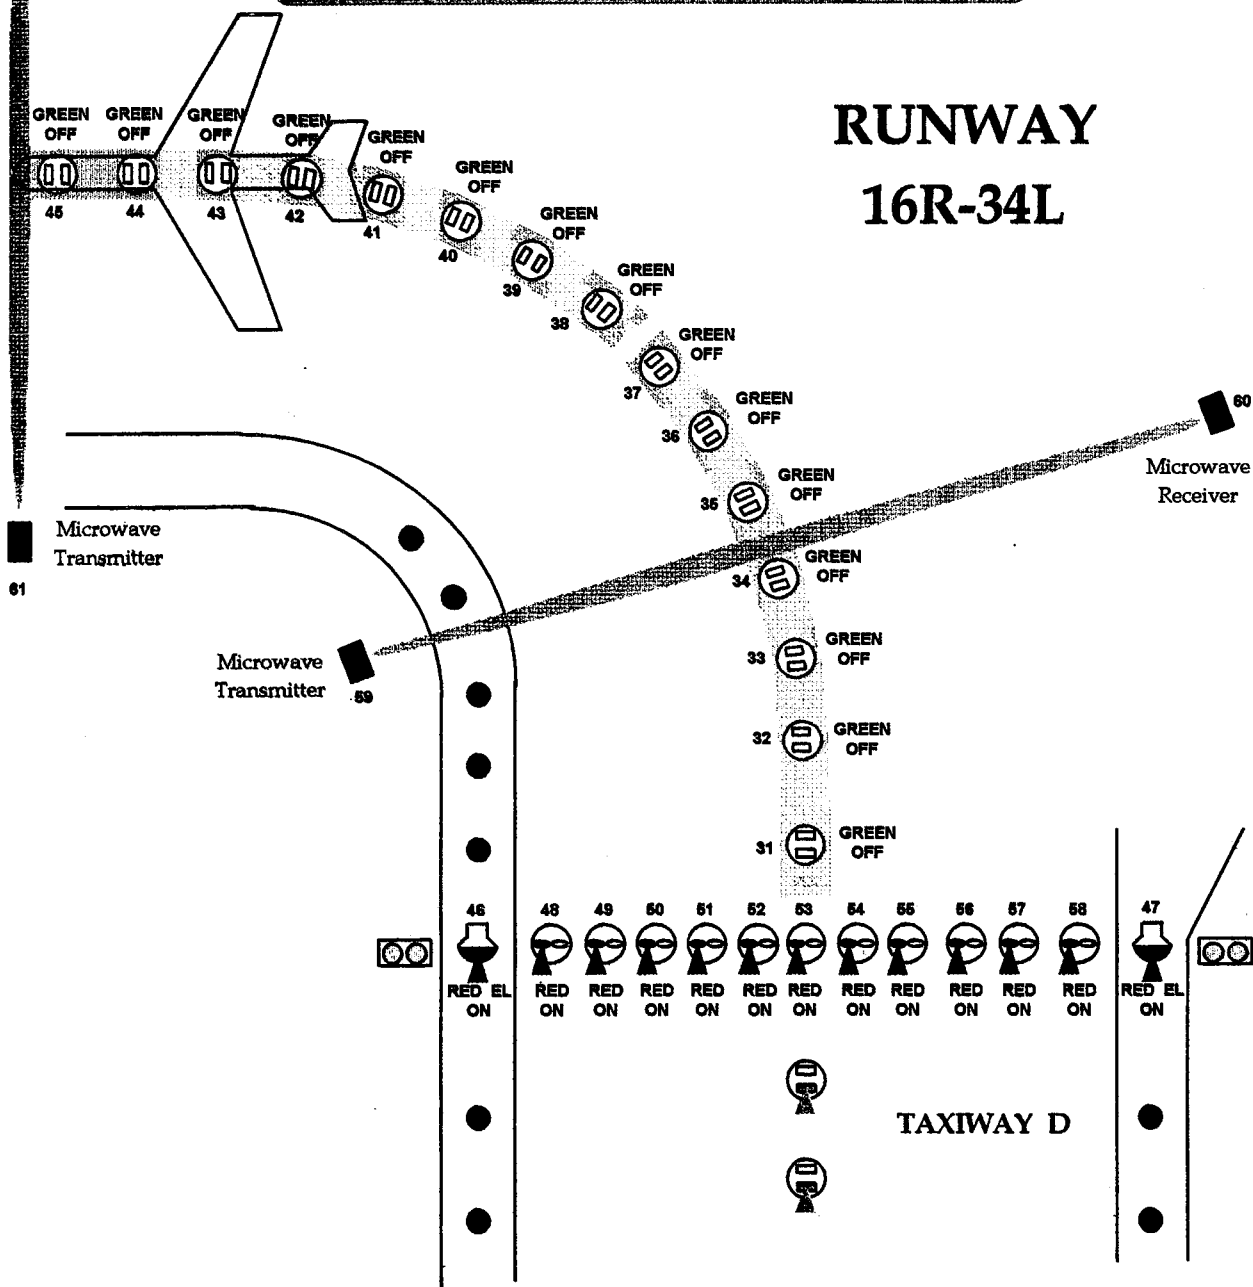 RUNWAY
16R-34L
GREEN
OFF
45
GREEN
OFF
44
GREEN
OFF
43
GREEN
OFF
42
GREEN
OFF
41
GREEN
OFF
40
GREEN
OFF
39
GREEN
OFF
38
GREEN
OFF
37
GREEN
OFF
36
GREEN
OFF
35
60
Microwave
Receiver
Microwave
Transmitter
61
GREEN
OFF
34
GREEN
OFF
33
Microwave
Transmitter
59
GREEN
OFF
32
GREEN
OFF
31
46 48 49 50 51 52 53 54 55 56 57 58 47
RED EL RED RED RED RED RED RED RED RED RED RED RED RED EL
ON ON ON ON ON ON ON ON ON ON ON ON ON
TAXIWAY D